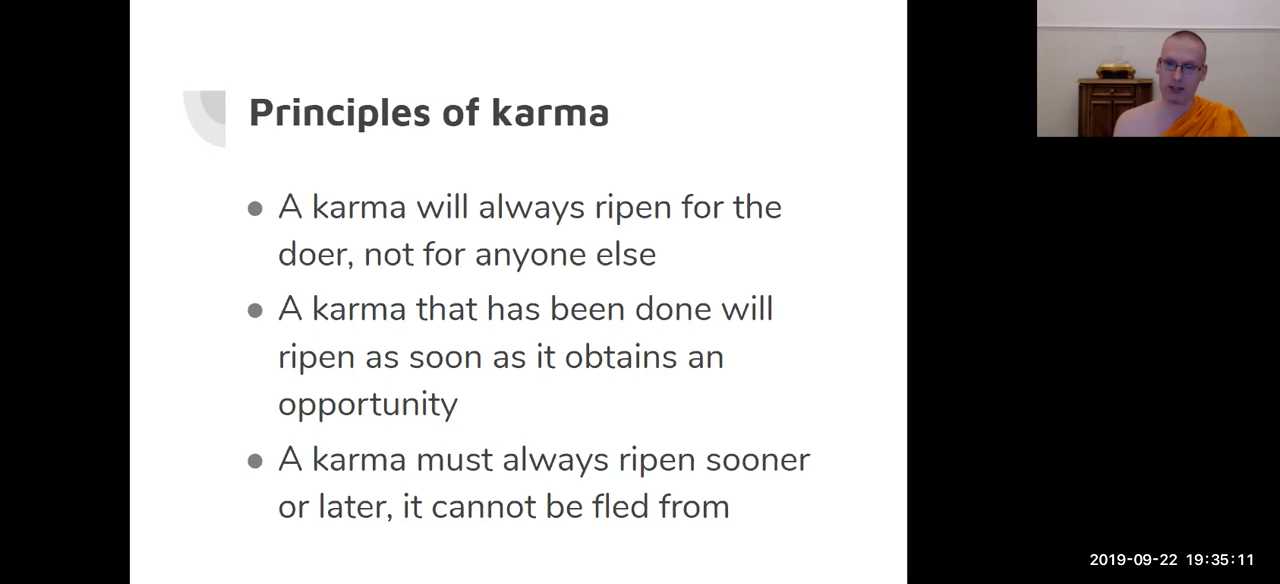 Principles of karma
A karma will always ripen for the
doer, not for anyone else
A karma that has been done will
ripen as soon as it obtains an
opportunity
A karma must always ripen sooner
or later, it cannot be fled from
2019-09-22 19:35:11